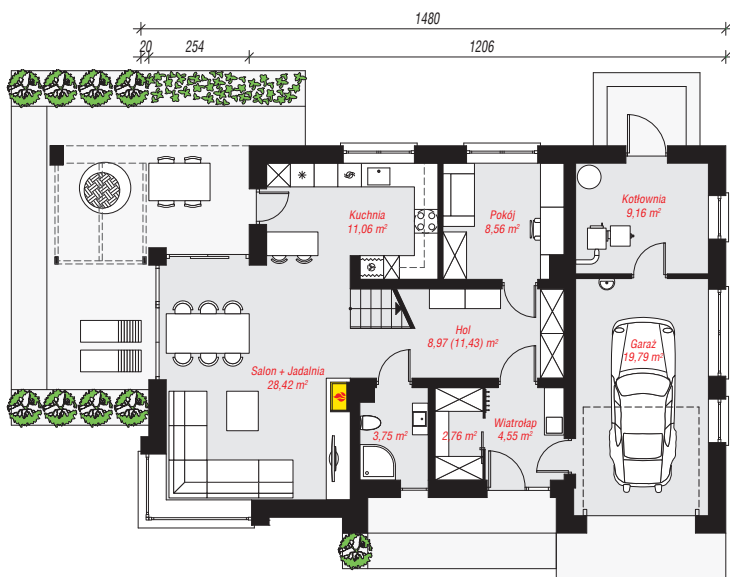 1480
20 254 1206
Kuchnia
11,06 m²
Pokój
8,56 m²
Kotłownia
9,16 m²
Hol
8,97 (11,43) m²
Garaż
19,79 m²
Salon + Jadalnia
28,42 m²
3,75 m²
2,76 m²
Wiatrołap
4,55 m²